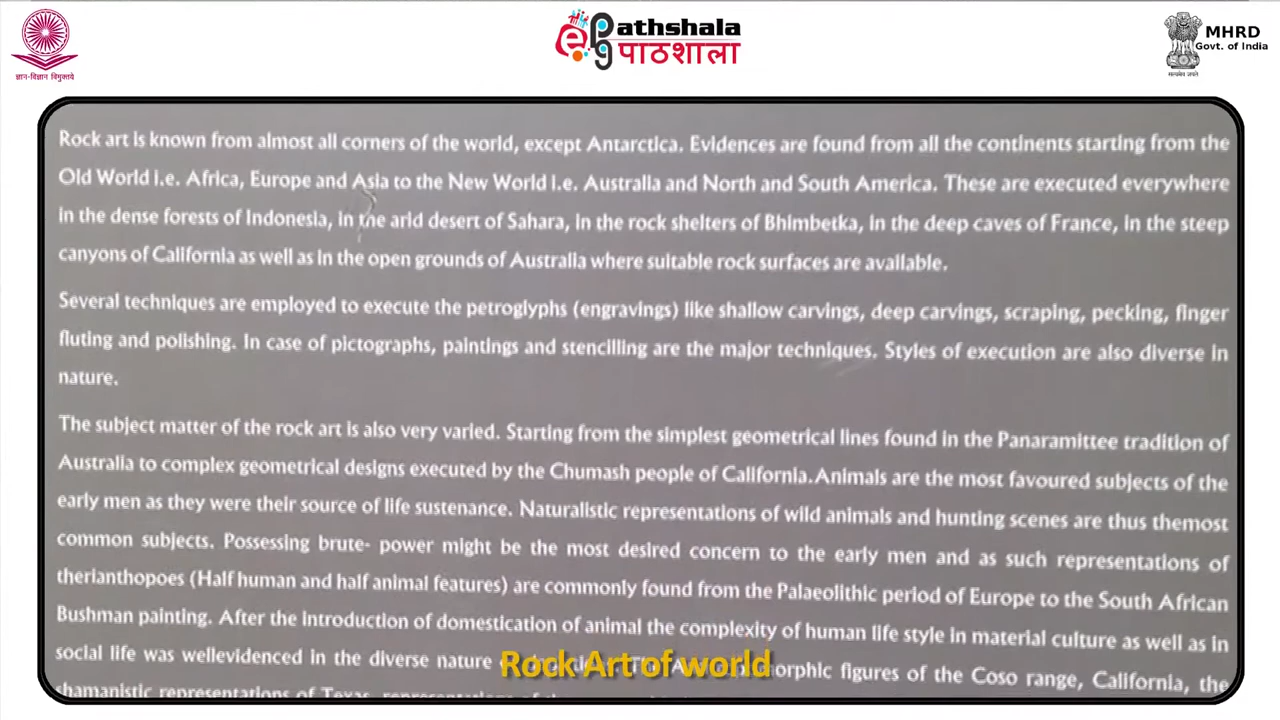 ज्ञान-विज्ञान विमुक्तये
ePG athshala
पाठशाला
MHRD
Govt. of India
सत्यमेव जयते
Rock art is known from almost all corners of the world, except Antarctica. Evidences are found from all the continents starting from the
Old World i.e. Africa, Europe and Asia to the New World i.e. Australia and North and South America. These are executed everywhere
in the dense forests of Indonesia, in the arid desert of Sahara, in the rock shelters of Bhimbetka, in the deep caves of France, in the steep
canyons of California as well as in the open grounds of Australia where suitable rock surfaces are available.
Several techniques are employed to execute the petroglyphs (engravings) like shallow carvings, deep carvings, scraping, pecking, finger
fluting and polishing. In case of pictographs, paintings and stencilling are the major techniques. Styles of execution are also diverse in
nature.
The subject matter of the rock art is also very varied. Starting from the simplest geometrical lines found in the Panaramittee tradition of
Australia to complex geometrical designs executed by the Chumash people of California.Animals are the most favoured subjects of the
early men as they were their source of life sustenance. Naturalistic representations of wild animals and hunting scenes are thus themost
common subjects. Possessing brute- power might be the most desired concern to the early men and as such representations of
therianthopoes (Half human and half animal features) are commonly found from the Palaeolithic period of Europe to the South African
Bushman painting. After the introduction of domestication of animal the complexity of human life style in material culture as well as in
social life was wellevidenced in the diverse nature morphic figures of the Coso range, California, the
shamanistic representations of Texas,
Rock Art of world